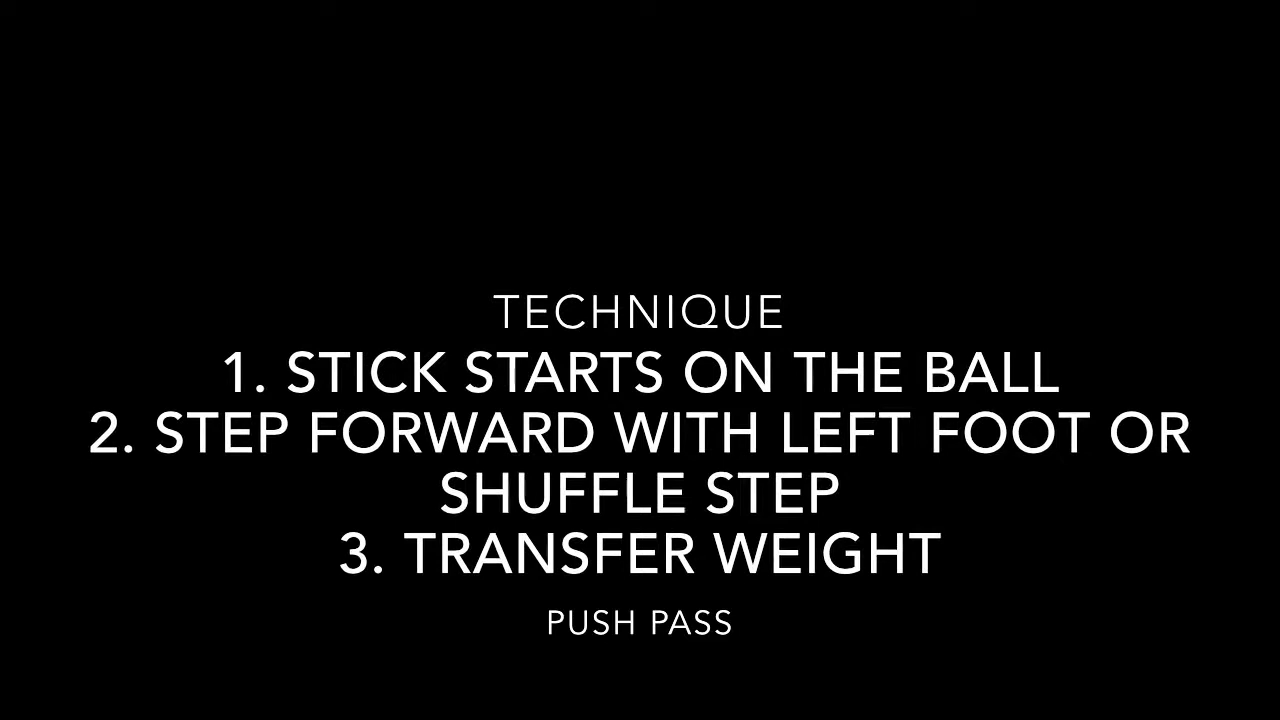 TECHNIQUE
1. STICK STARTS ON THE BALL
2. STEP FORWARD WITH LEFT FOOT OR
SHUFFLE STEP
3. TRANSFER WEIGHT
PUSH PASS